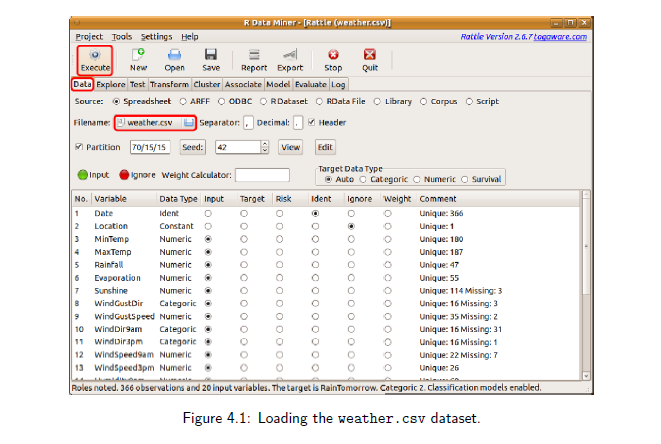 R Data Miner - [Rattle (weather.csv)]
Project Tools Settings Help Rattle Version 2.6.7 togaware.com
Execute New Open Save Report Export Stop Quit
Data Explore Test Transform Cluster Associate Model Evaluate Log
Source: Spreadsheet ARFF ODBC R Dataset RData File Library Corpus Script
Filename: weather.csv Separator: , Decimal: . Header
Partition 70/15/15 Seed: 42 View Edit
Input Ignore Weight Calculator: Target Data Type
Auto Categoric Numeric Survival
No. Variable Data Type Input Target Risk Ident Ignore Weight Comment
1 Date Ident Unique: 366
2 Location Constant Unique: 1
3 MinTemp Numeric Unique: 180
4 MaxTemp Numeric Unique: 187
5 Rainfall Numeric Unique: 47
6 Evaporation Numeric Unique: 55
7 Sunshine Numeric Unique: 114 Missing: 3
8 WindGustDir Categoric Unique: 16 Missing: 3
9 WindGustSpeed Numeric Unique: 35 Missing: 2
10 WindDir9am Categoric Unique: 16 Missing: 31
11 WindDir3pm Categoric Unique: 16 Missing: 1
12 WindSpeed9am Numeric Unique: 22 Missing: 7
13 WindSpeed3pm Numeric Unique: 26
Roles noted. 366 observations and 20 input variables. The target is RainTomorrow. Categoric 2. Classification models enabled.
Figure 4.1: Loading the weather.csv dataset.